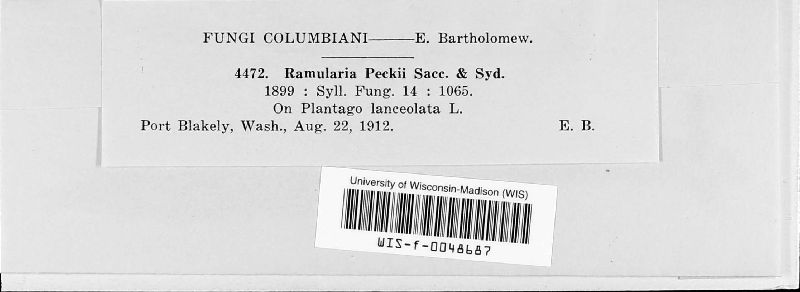 FUNGI COLUMBIANI——E. Bartholomew.
4472. Ramularia Peckii Sacc. & Syd.
1899 : Syll. Fung. 14 : 1065.
On Plantago lanceolata L.
Port Blakely, Wash., Aug. 22, 1912. E. B.
University of Wisconsin-Madison (WIS)
WIS-f-0048687